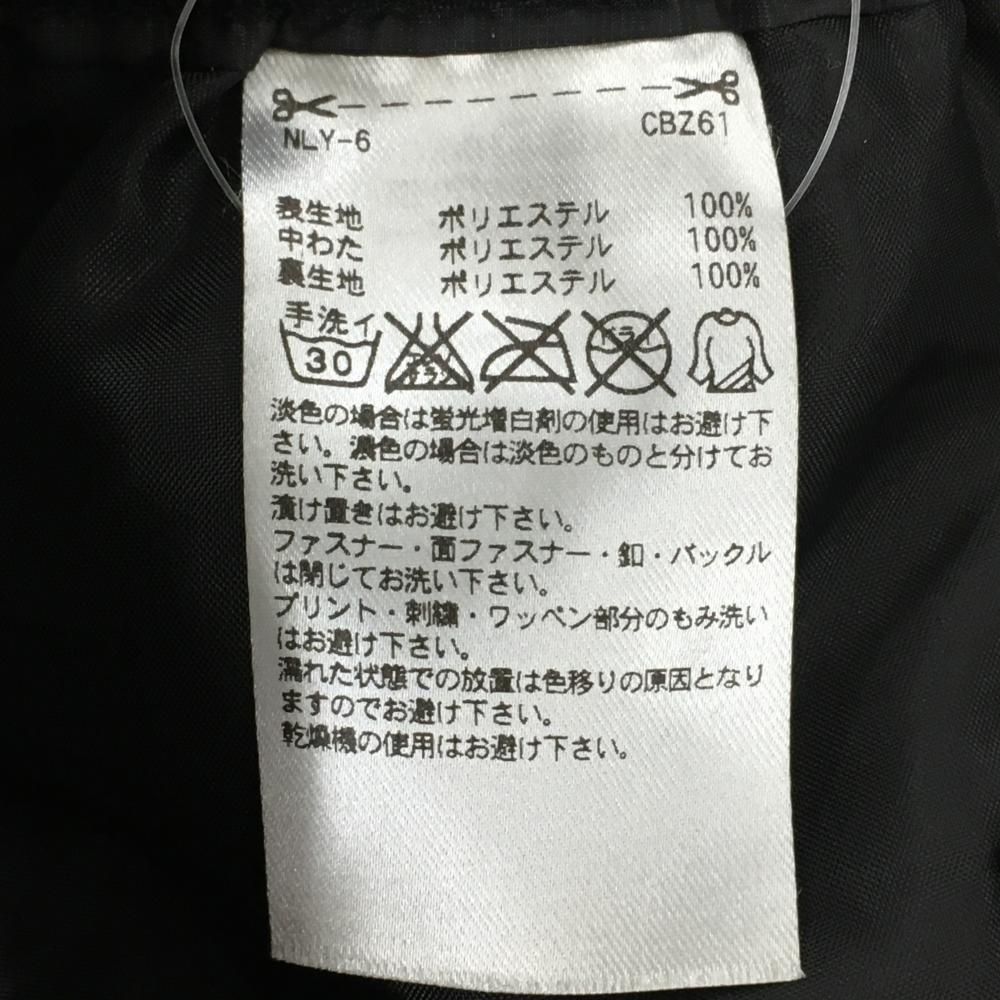 NLY-6 CBZ61
表生地 ポリエステル 100%
中わた ポリエステル 100%
裏生地 ポリエステル 100%
手洗イ
30
ドライ
淡色の場合は蛍光増白剤の使用はお避け下
さい。濃色の場合は淡色のものと分けてお
洗い下さい。
漬け置きはお避け下さい。
ファスナー・面ファスナー・釦・バックル
は閉じてお洗い下さい。
プリント・刺繍・ワッペン部分のもみ洗い
はお避け下さい。
濡れた状態での放置は色移りの原因となり
ますのでお避け下さい。
乾燥機の使用はお避け下さい。